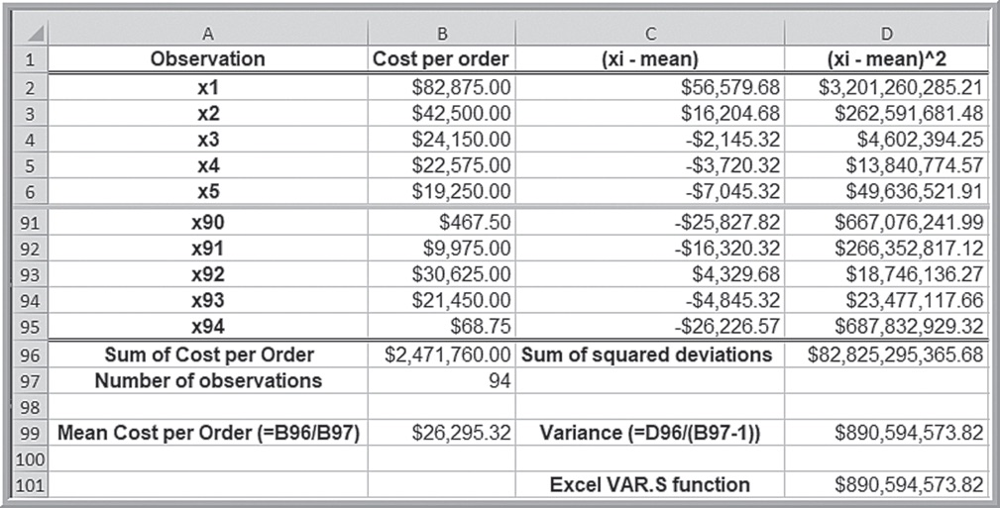 A B C D
1 Observation Cost per order (xi - mean) (xi - mean)^2
2 x1 $82,875.00 $56,579.68 $3,201,260,285.21
3 x2 $42,500.00 $16,204.68 $262,591,681.48
4 x3 $24,150.00 -$2,145.32 $4,602,394.25
5 x4 $22,575.00 -$3,720.32 $13,840,774.57
6 x5 $19,250.00 -$7,045.32 $49,636,521.91
91 x90 $467.50 -$25,827.82 $667,076,241.99
92 x91 $9,975.00 -$16,320.32 $266,352,817.12
93 x92 $30,625.00 $4,329.68 $18,746,136.27
94 x93 $21,450.00 -$4,845.32 $23,477,117.66
95 x94 $68.75 -$26,226.57 $687,832,929.32
96 Sum of Cost per Order $2,471,760.00 Sum of squared deviations $82,825,295,365.68
97 Number of observations 94
98
99 Mean Cost per Order (=B96/B97) $26,295.32 Variance (=D96/(B97-1)) $890,594,573.82
100
101 Excel VAR.S function $890,594,573.82